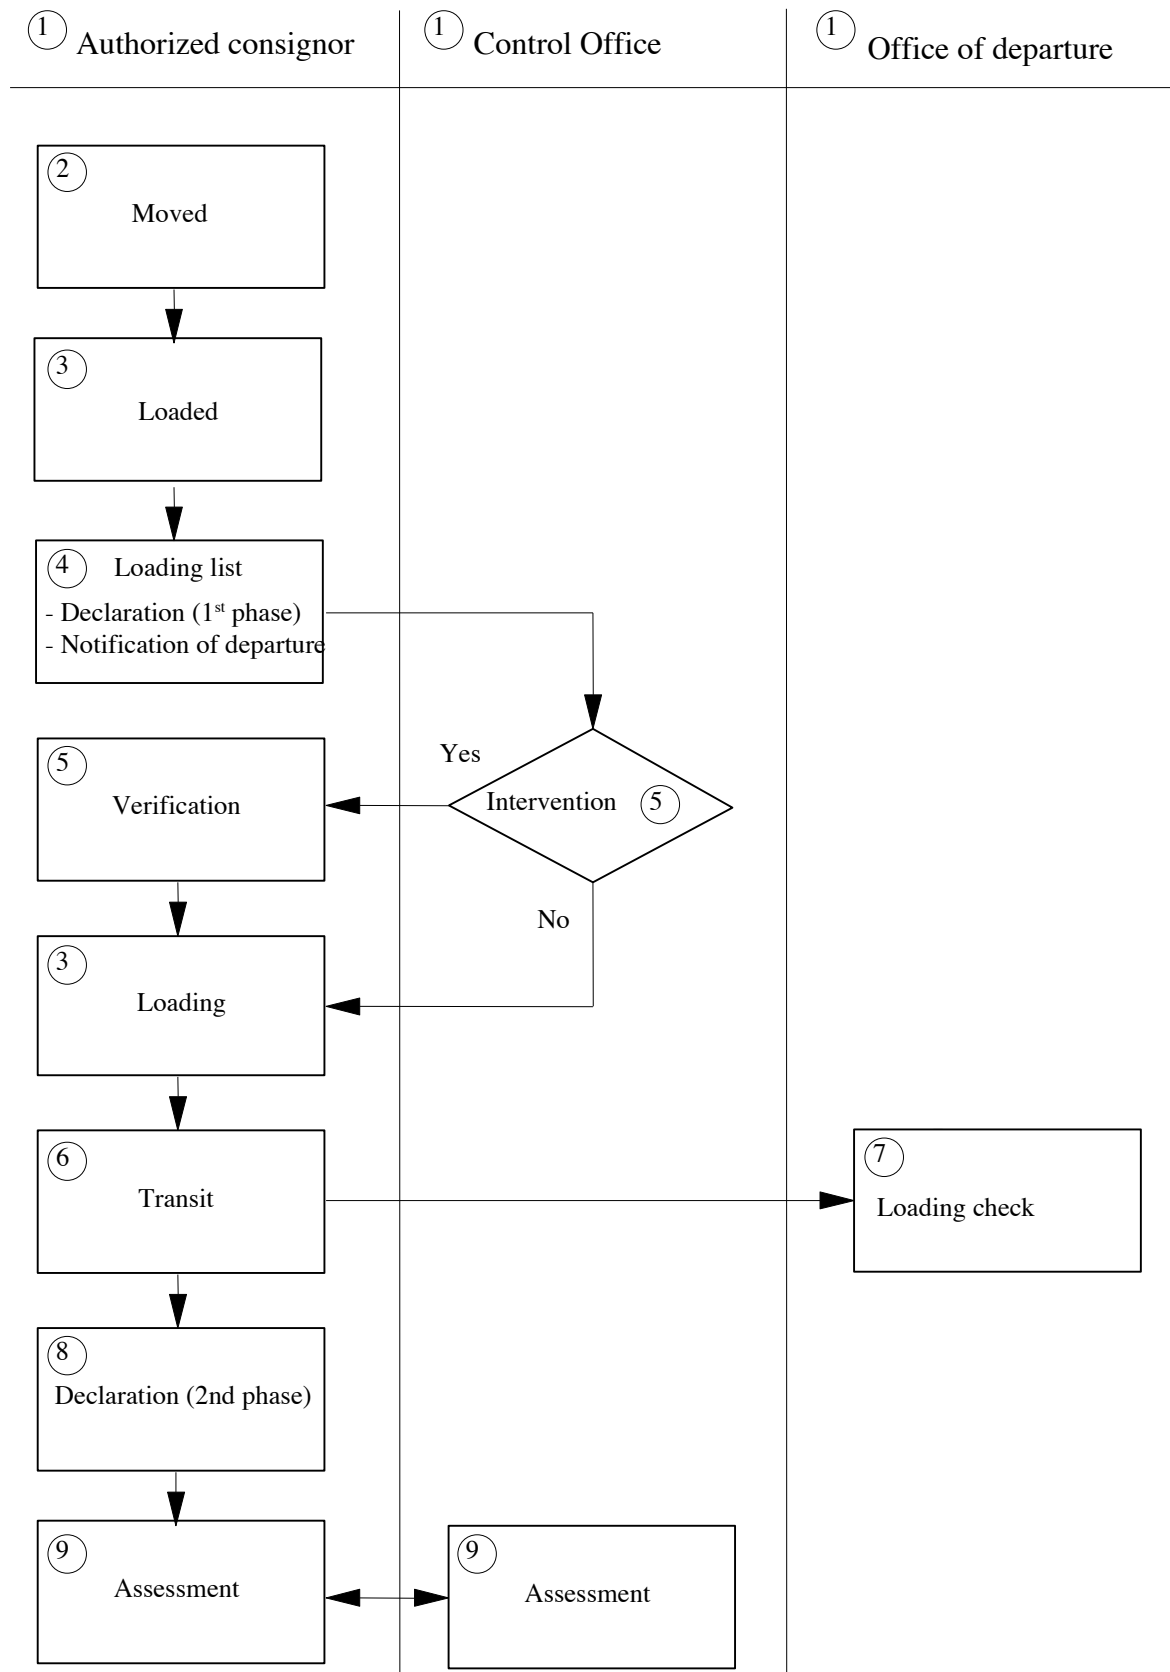 1 Authorized consignor
1 Control Office
1 Office of departure
2
Moved
3
Loaded
4 Loading list
- Declaration (1st phase)
- Notification of departure
Yes
5
Verification
Intervention 5
No
3
Loading
6
Transit
7
Loading check
8
Declaration (2nd phase)
9
Assessment
9
Assessment